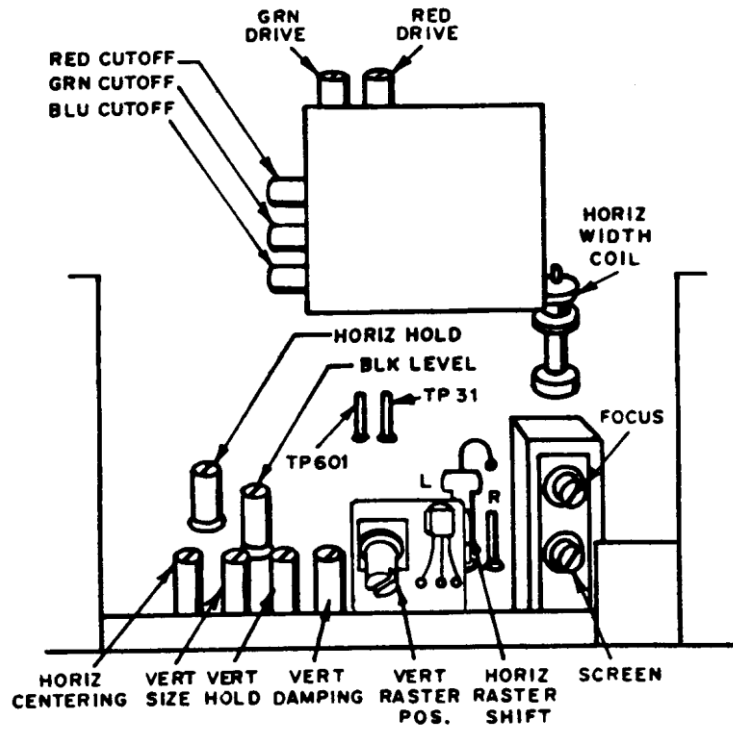 GRN
DRIVE
RED
DRIVE
RED CUTOFF
GRN CUTOFF
BLU CUTOFF
HORIZ
WIDTH
COIL
HORIZ HOLD
BLK LEVEL
TP 31
TP601
FOCUS
L
R
HORIZ
CENTERING
VERT
SIZE
VERT
HOLD
VERT
DAMPING
VERT
RASTER
POS.
HORIZ
RASTER
SHIFT
SCREEN